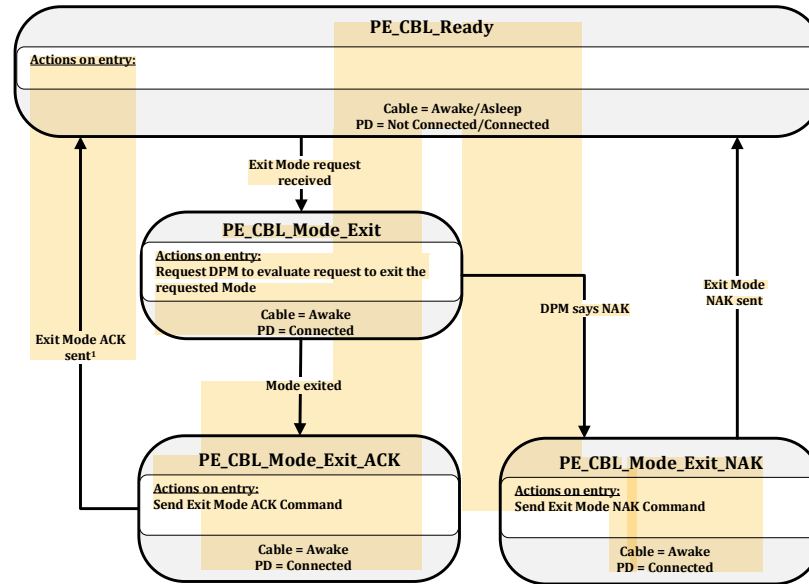 PE_CBL_Ready
Actions on entry:
Cable = Awake/Asleep
PD = Not Connected/Connected
Exit Mode request
received
PE_CBL_Mode_Exit
Actions on entry:
Request DPM to evaluate request to exit the
requested Mode
Cable = Awake
PD = Connected
Exit Mode
NAK sent
DPM says NAK
Exit Mode ACK
sent¹
Mode exited
PE_CBL_Mode_Exit_ACK
Actions on entry:
Send Exit Mode ACK Command
Cable = Awake
PD = Connected
PE_CBL_Mode_Exit_NAK
Actions on entry:
Send Exit Mode NAK Command
Cable = Awake
PD = Connected